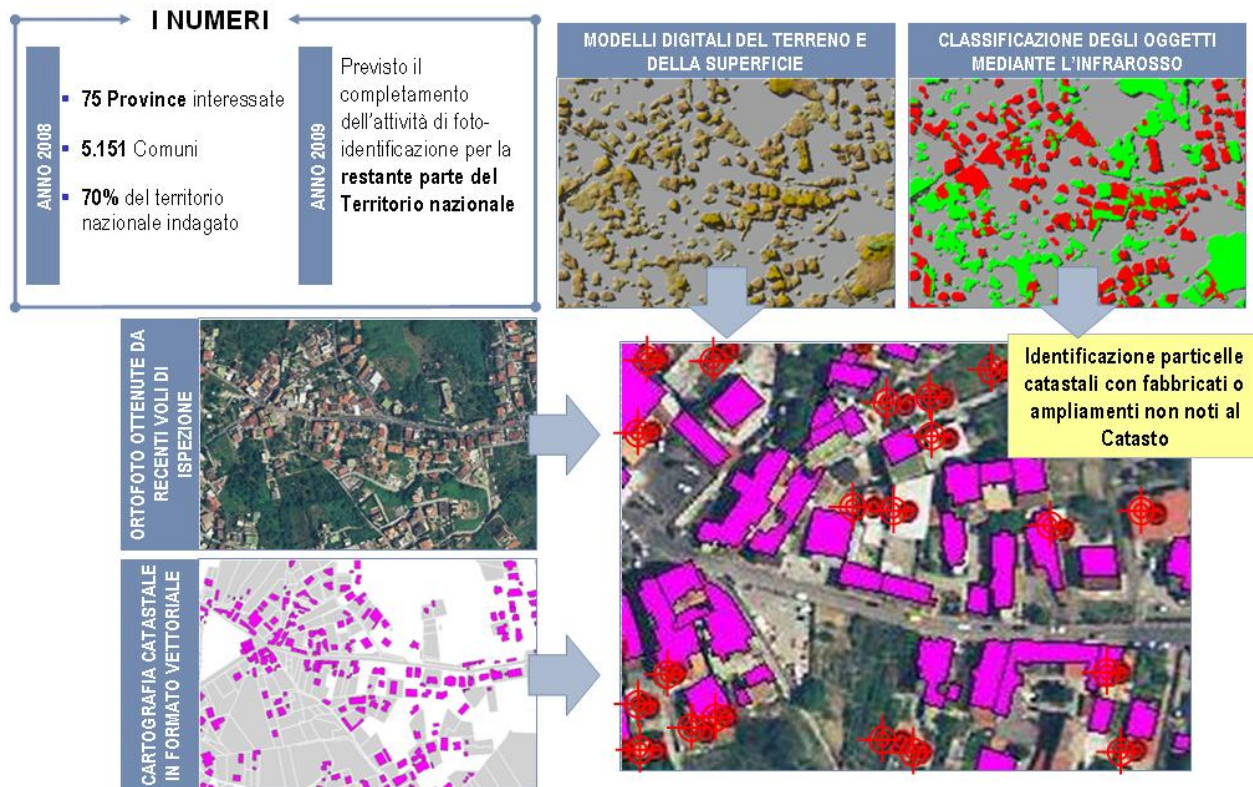 I NUMERI
ANNO 2008
75 Province interessate
5.151 Comuni
70% del territorio
nazionale indagato
ANNO 2009
Previsto il
completamento
dell'attività di foto-
identificazione per la
restante parte del
Territorio nazionale
MODELLI DIGITALI DEL TERRENO E
DELLA SUPERFICIE
CLASSIFICAZIONE DEGLI OGGETTI
MEDIANTE L'INFRAROSSO
ORTOFOTO OTTENUTE DA
RECENTI VOLI DI
ISPEZIONE
Identificazione particelle
catastali con fabbricati o
ampliamenti non noti al
Catasto
CARTOGRAFIA CATASTALE
IN FORMATO VETTORIALE